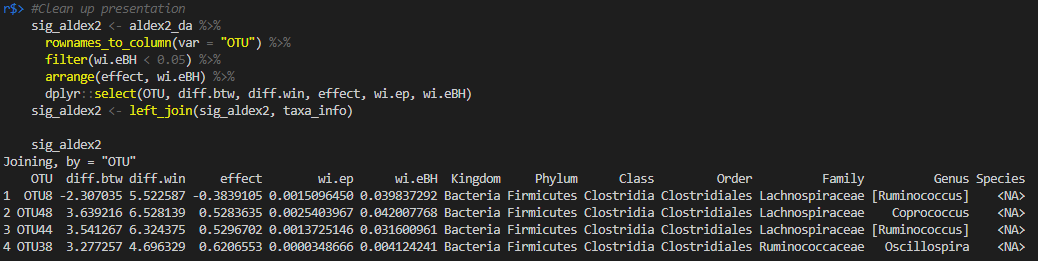 r$> #Clean up presentation
    sig_aldex2 <- aldex2_da %>%
      rownames_to_column(var = "OTU") %>%
      filter(wi.eBH < 0.05) %>%
      arrange(effect, wi.eBH) %>%
      dplyr::select(OTU, diff.btw, diff.win, effect, wi.ep, wi.eBH)
    sig_aldex2 <- left_join(sig_aldex2, taxa_info)

    sig_aldex2
Joining, by = "OTU"
    OTU  diff.btw diff.win     effect        wi.ep      wi.eBH  Kingdom     Phylum      Class         Order          Family          Genus Species
1  OTU8 -2.307035 5.522587 -0.3839105 0.0015096450 0.039837292 Bacteria Firmicutes Clostridia Clostridiales Lachnospiraceae [Ruminococcus]    <NA>
2 OTU48  3.639216 6.528139  0.5283635 0.0025403967 0.042007768 Bacteria Firmicutes Clostridia Clostridiales Lachnospiraceae    Coprococcus    <NA>
3 OTU44  3.541267 6.324375  0.5296702 0.0013725146 0.031600961 Bacteria Firmicutes Clostridia Clostridiales Lachnospiraceae [Ruminococcus]    <NA>
4 OTU38  3.277257 4.696329  0.6206553 0.0000348666 0.004124241 Bacteria Firmicutes Clostridia Clostridiales Ruminococcaceae   Oscillospira    <NA>